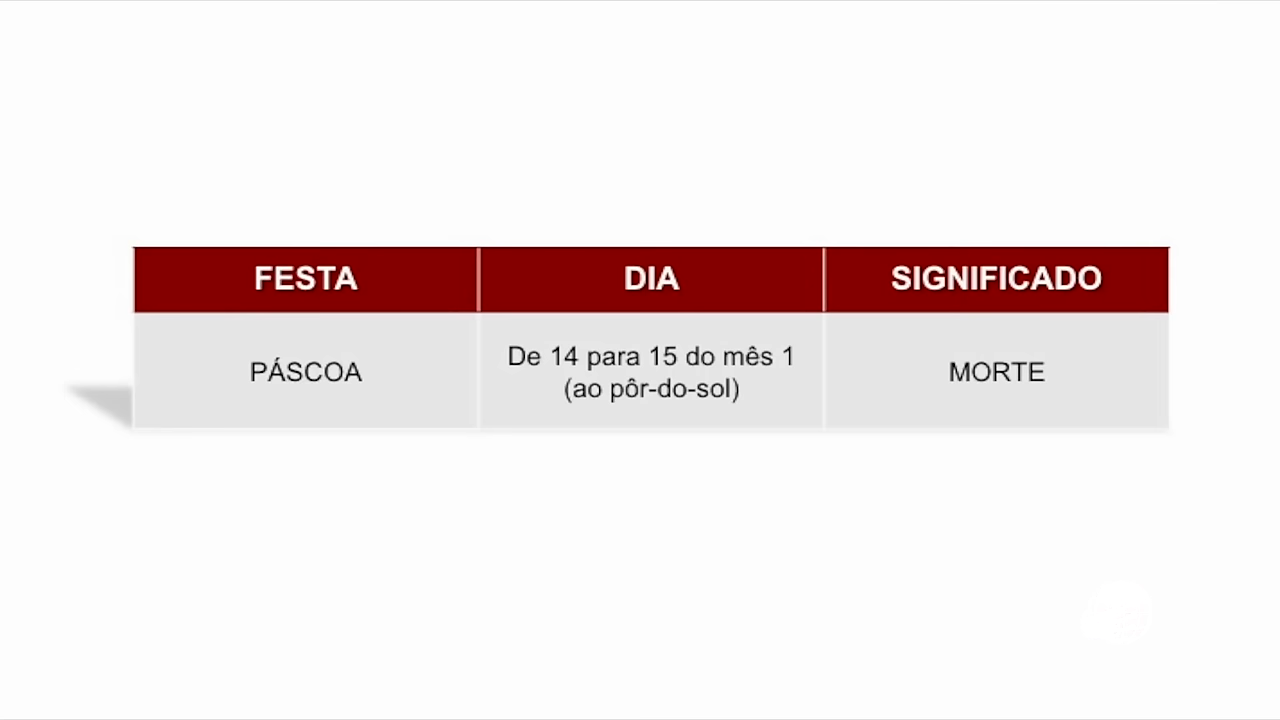 FESTA
DIA
SIGNIFICADO
PÁSCOA
De 14 para 15 do mês 1
(ao pôr-do-sol)
MORTE